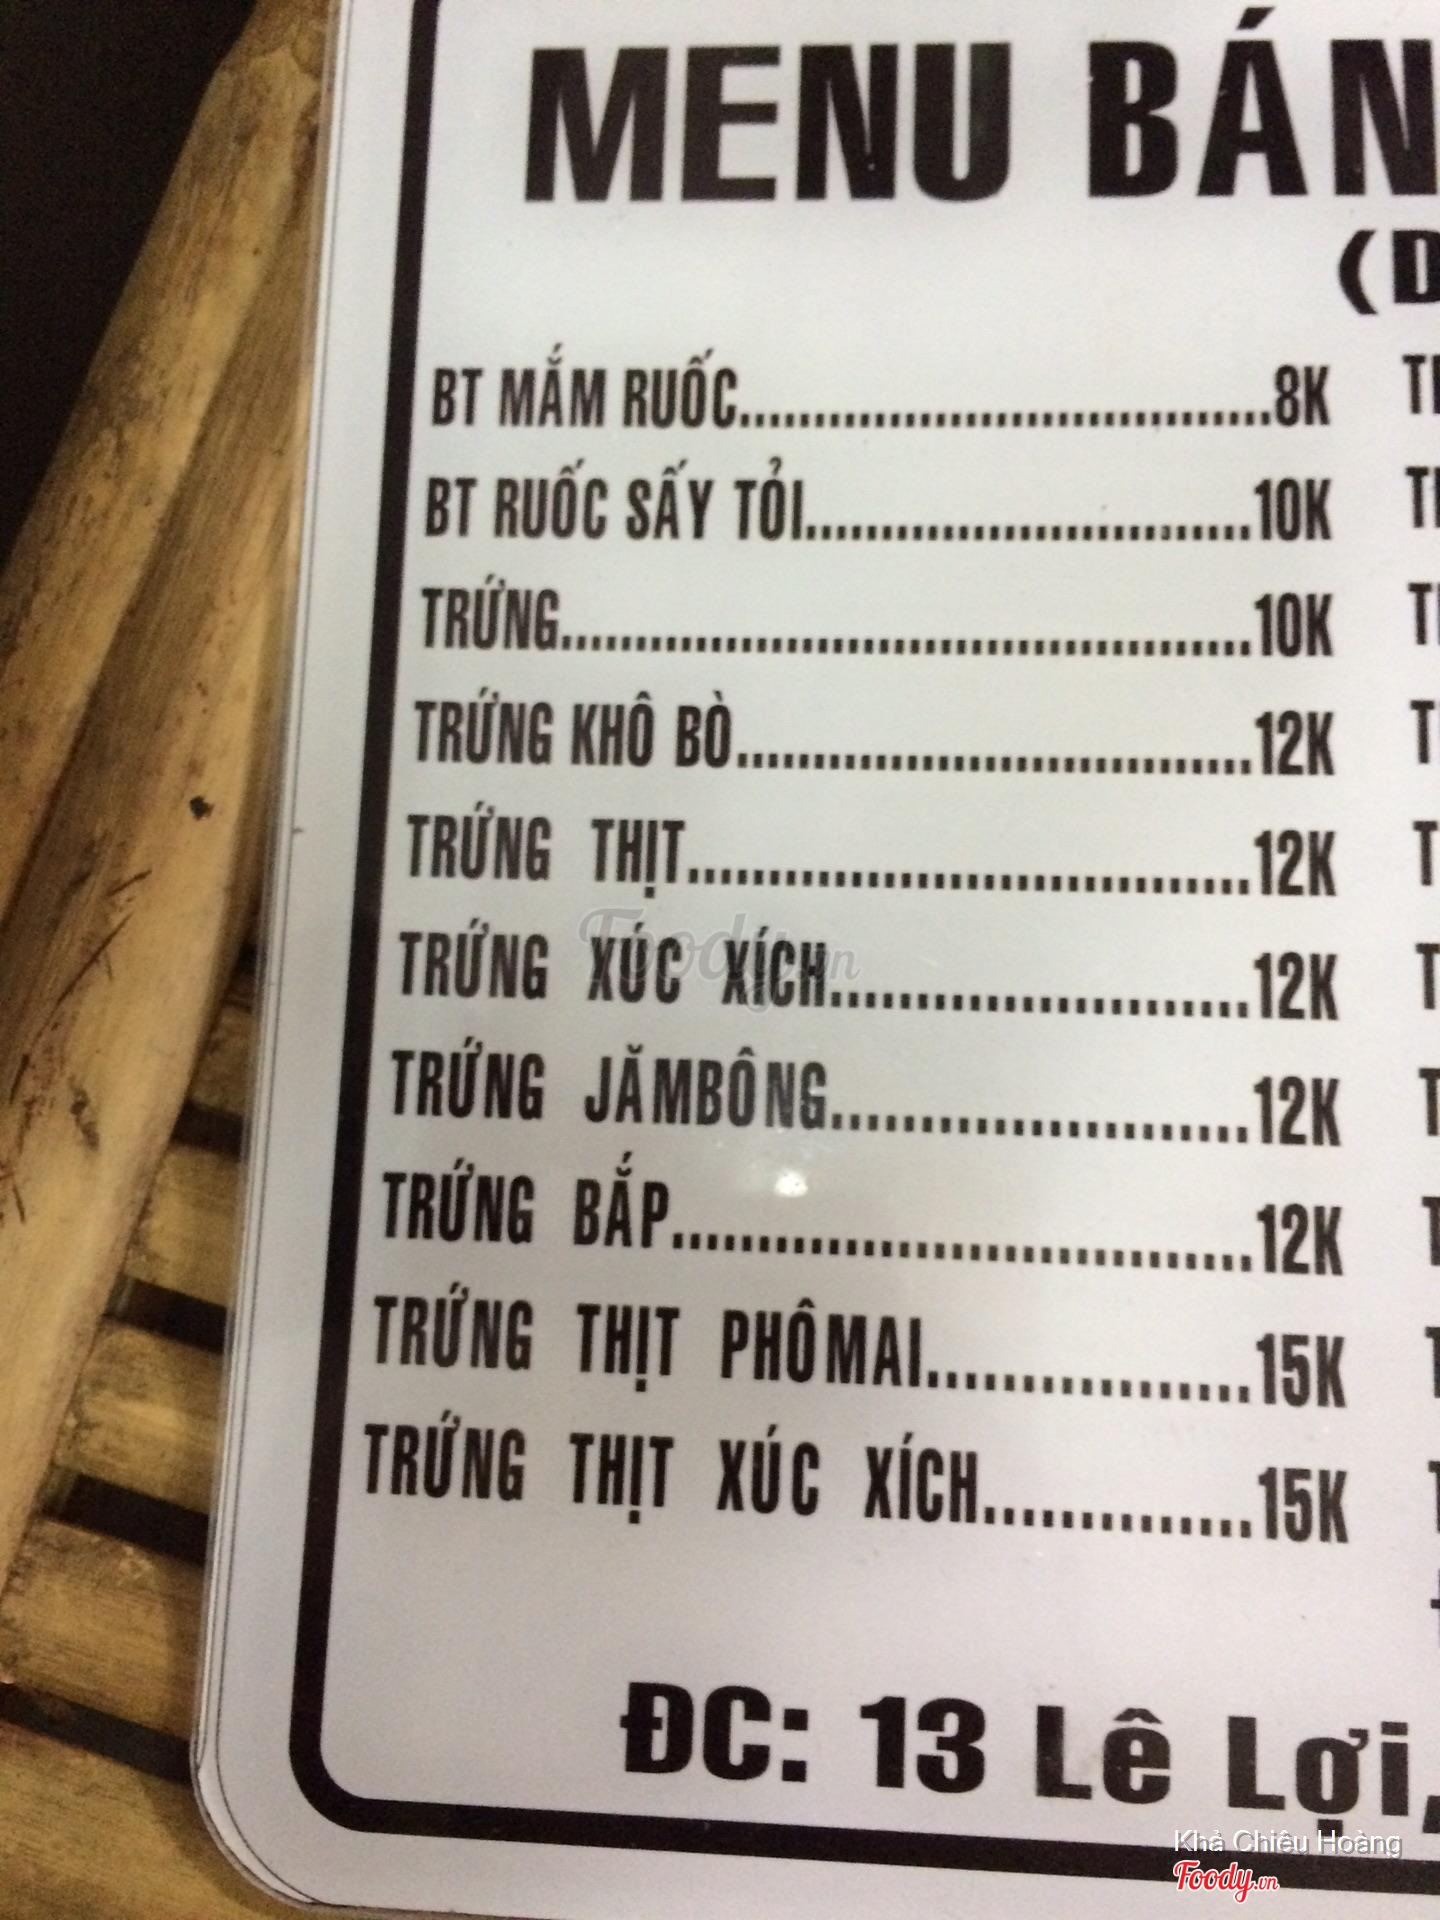 MENU BÁN
(D
BT MẮM RUỐC....................................8K
BT RUỐC SẤY TỎI..............................10K
TRỨNG...............................................10K
TRỨNG KHÔ BÒ..................................12K
TRỨNG THỊT.....................................12K
TRỨNG XÚC XÍCH...........................12K
TRỨNG JĂMBÔNG...........................12K
TRỨNG BẮP.....................................12K
TRỨNG THỊT PHÔMAI.....................15K
TRỨNG THỊT XÚC XÍCH.................15K
ĐC: 13 Lê Lợi,
Foody.vn
Khả Chiêu Hoàng
Foody.vn